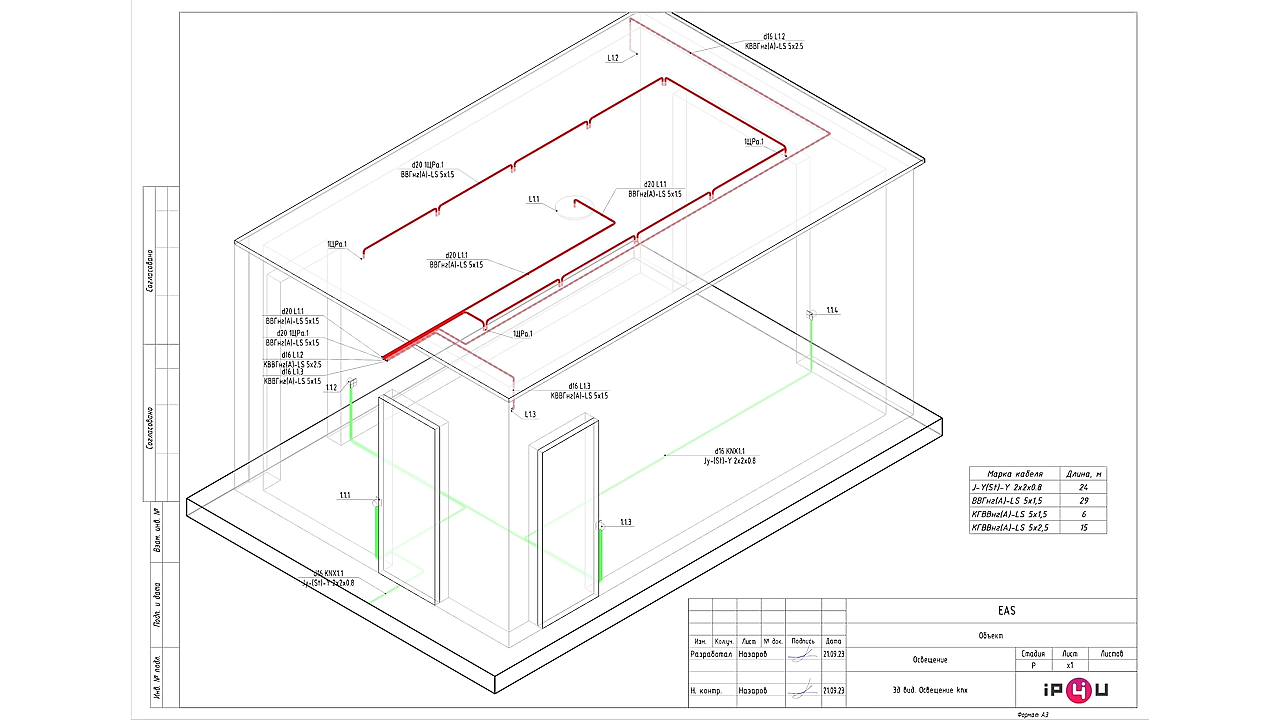 d16 L1.2
КВВГнг(А)-LS 5x2.5
L1.2
1ЩРо.1
d20 1ЩРо.1
ВВГнг(А)-LS 5x1.5
d20 L1.1
ВВГнг(А)-LS 5x1.5
L1.1
1ЩРо.1
d20 L1.1
ВВГнг(А)-LS 5x1.5
d20 L1.1
ВВГнг(А)-LS 5x1.5
d20 1ЩРо.1
ВВГнг(А)-LS 5x1.5
d16 L1.2
КВВГнг(А)-LS 5x2.5
d16 L1.3
КВВГнг(А)-LS 5x1.5
1ЩРо.1
1.1.4
1.1.2
d16 L1.3
КВВГнг(А)-LS 5x1.5
L1.3
d16 KNX1.1
Jy-(St)-Y 2x2x0.8
1.1.1
1.1.3
d16 KNX1.1
Jy-(St)-Y 2x2x0.8
Согласовано
Согласовано
Взам. инв. №
Подп. и дата
Инв. № подл.
Марка кабеля Длина, м
J-Y(St)-Y 2x2x0.8 24
ВВГнг(А)-LS 5x1,5 29
КГВВнг(А)-LS 5x1,5 6
КГВВнг(А)-LS 5x2,5 15
EAS
Объект
Изм. Колуч. Лист № док. Подпись Дата
Разработал Назаров 21.09.23
Освещение
Стадия Лист Листов
Р x1
Н. контр. Назаров 21.09.23
3d вид. Освещение кпх
iP4U
Формат А3